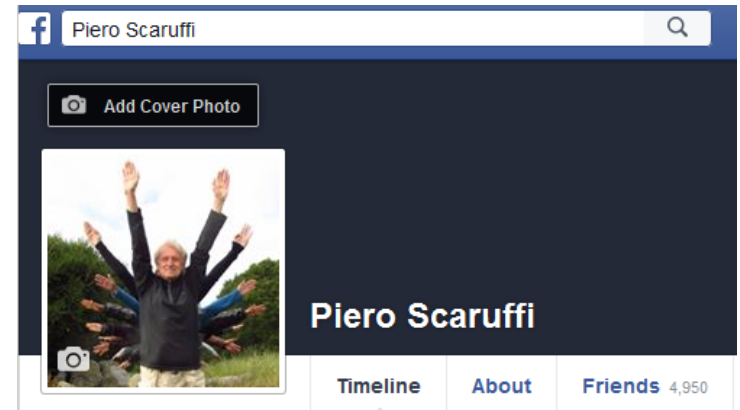 Piero Scaruffi
Add Cover Photo
Piero Scaruffi
Timeline About Friends 4,950